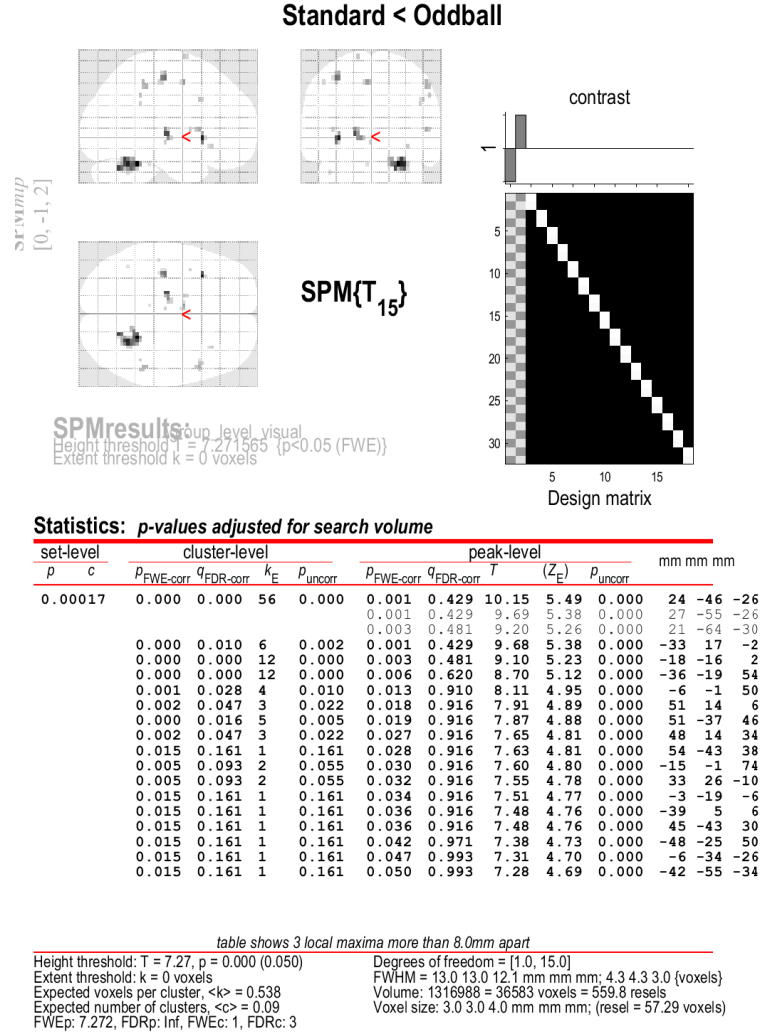 Standard < Oddball
contrast
1
SPMmip
[0, -1, 2]
<
<
<
SPM{T15}
5
10
15
20
25
30
5 10 15
Design matrix
SPMresults: .\group_level_visual
Height threshold T = 7.271565 {p<0.05 (FWE)}
Extent threshold k = 0 voxels
Statistics: p-values adjusted for search volume
set-level cluster-level peak-level mm mm mm
p c pFWE-corr qFDR-corr kE puncorr pFWE-corr qFDR-corr T (ZE) puncorr
0.00017 0.000 0.000 56 0.000 0.001 0.429 10.15 5.49 0.000 24 -46 -26
0.001 0.429 9.69 5.38 0.000 27 -55 -26
0.003 0.481 9.20 5.26 0.000 21 -64 -30
0.000 0.010 6 0.002 0.001 0.429 9.68 5.38 0.000 -33 17 -2
0.000 0.000 12 0.000 0.003 0.481 9.10 5.23 0.000 -18 -16 2
0.000 0.000 12 0.000 0.006 0.620 8.70 5.12 0.000 -36 -19 54
0.001 0.028 4 0.010 0.013 0.910 8.11 4.95 0.000 -6 -1 50
0.002 0.047 3 0.022 0.018 0.916 7.91 4.89 0.000 51 14 6
0.000 0.016 5 0.005 0.019 0.916 7.87 4.88 0.000 51 -37 46
0.002 0.047 3 0.022 0.027 0.916 7.65 4.81 0.000 48 14 34
0.015 0.161 1 0.161 0.028 0.916 7.63 4.81 0.000 54 -43 38
0.005 0.093 2 0.055 0.030 0.916 7.60 4.80 0.000 -15 -1 74
0.005 0.093 2 0.055 0.032 0.916 7.55 4.78 0.000 33 26 -10
0.015 0.161 1 0.161 0.034 0.916 7.51 4.77 0.000 -3 -19 -6
0.015 0.161 1 0.161 0.036 0.916 7.48 4.76 0.000 -39 5 6
0.015 0.161 1 0.161 0.036 0.916 7.48 4.76 0.000 45 -43 30
0.015 0.161 1 0.161 0.042 0.971 7.38 4.73 0.000 -48 -25 50
0.015 0.161 1 0.161 0.047 0.993 7.31 4.70 0.000 -6 -34 -26
0.015 0.161 1 0.161 0.050 0.993 7.28 4.69 0.000 -42 -55 -34
table shows 3 local maxima more than 8.0mm apart
Height threshold: T = 7.27, p = 0.000 (0.050)
Extent threshold: k = 0 voxels
Expected voxels per cluster, <k> = 0.538
Expected number of clusters, <c> = 0.09
FWEp: 7.272, FDRp: Inf, FWEc: 1, FDRc: 3
Degrees of freedom = [1.0, 15.0]
FWHM = 13.0 13.0 12.1 mm mm mm; 4.3 4.3 3.0 {voxels}
Volume: 1316988 = 36583 voxels = 559.8 resels
Voxel size: 3.0 3.0 4.0 mm mm mm; (resel = 57.29 voxels)